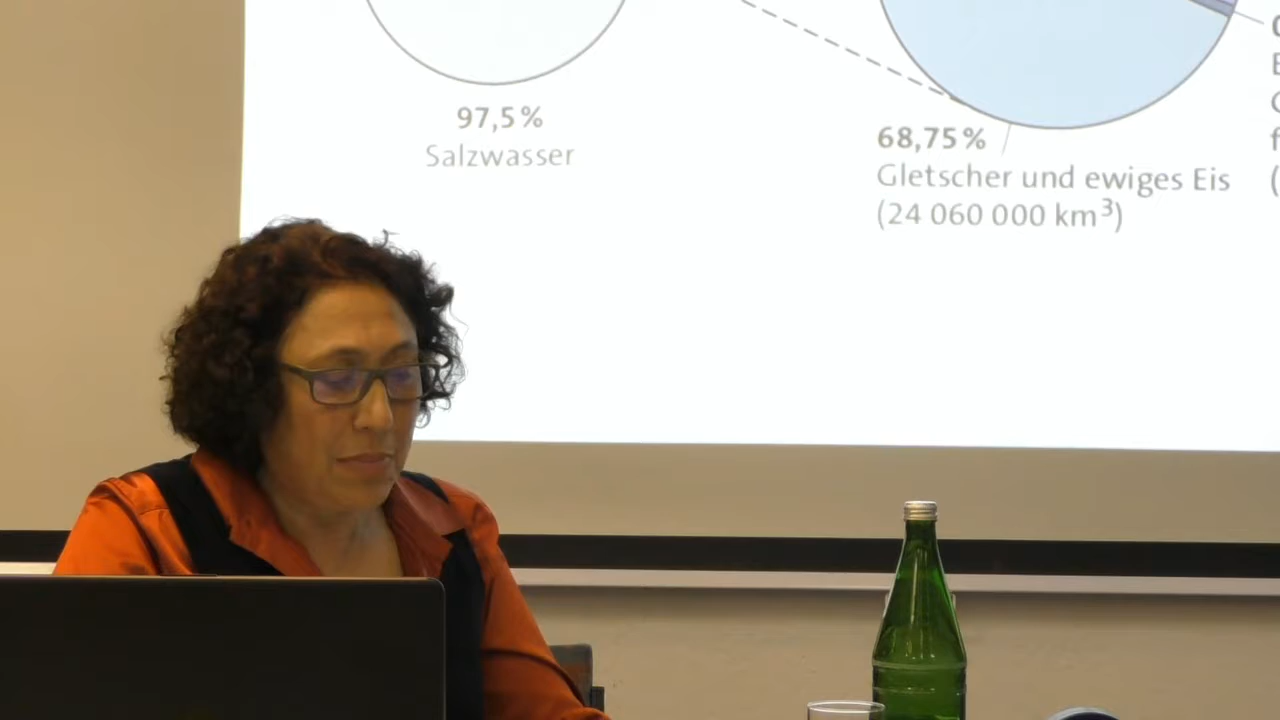 97,5%
Salzwasser
68,75%
Gletscher und ewiges Eis
(24 060 000 km³)